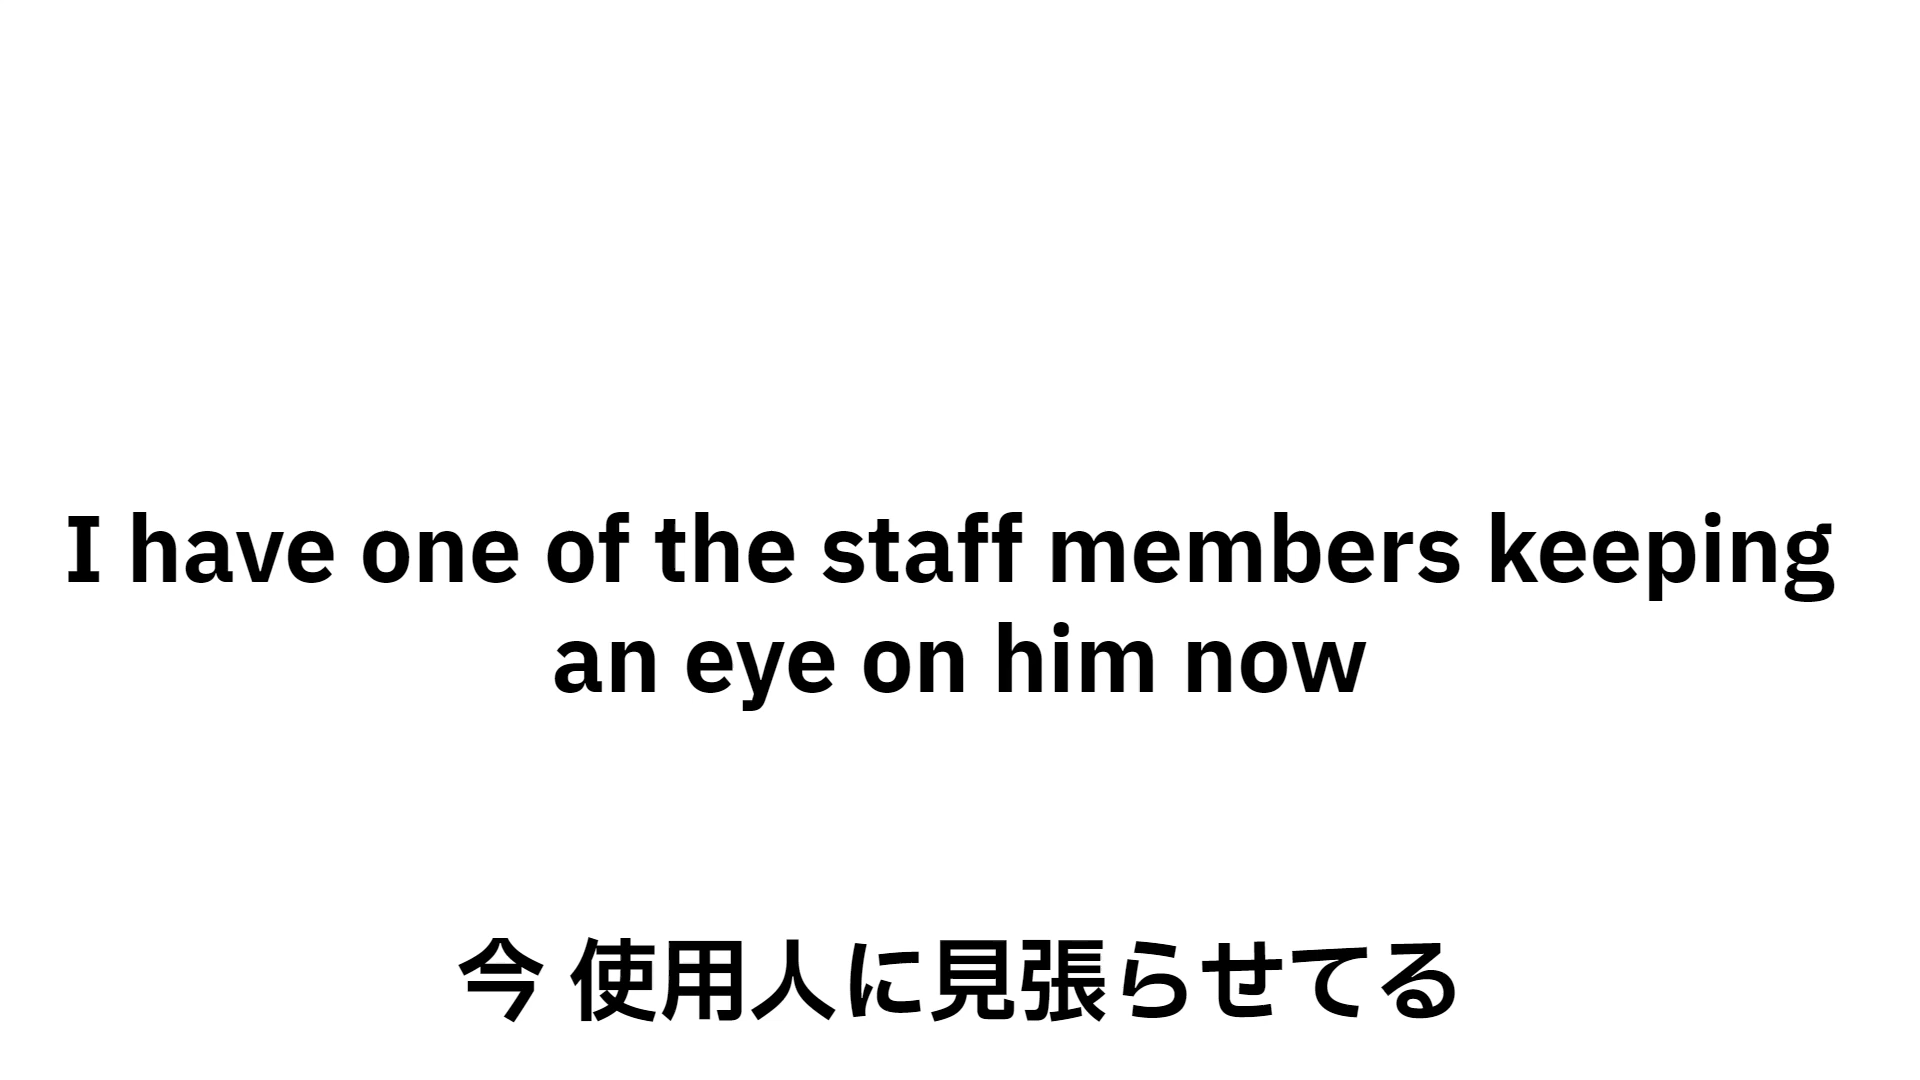 I have one of the staff members keeping
an eye on him now
今 使用人に見張らせてる